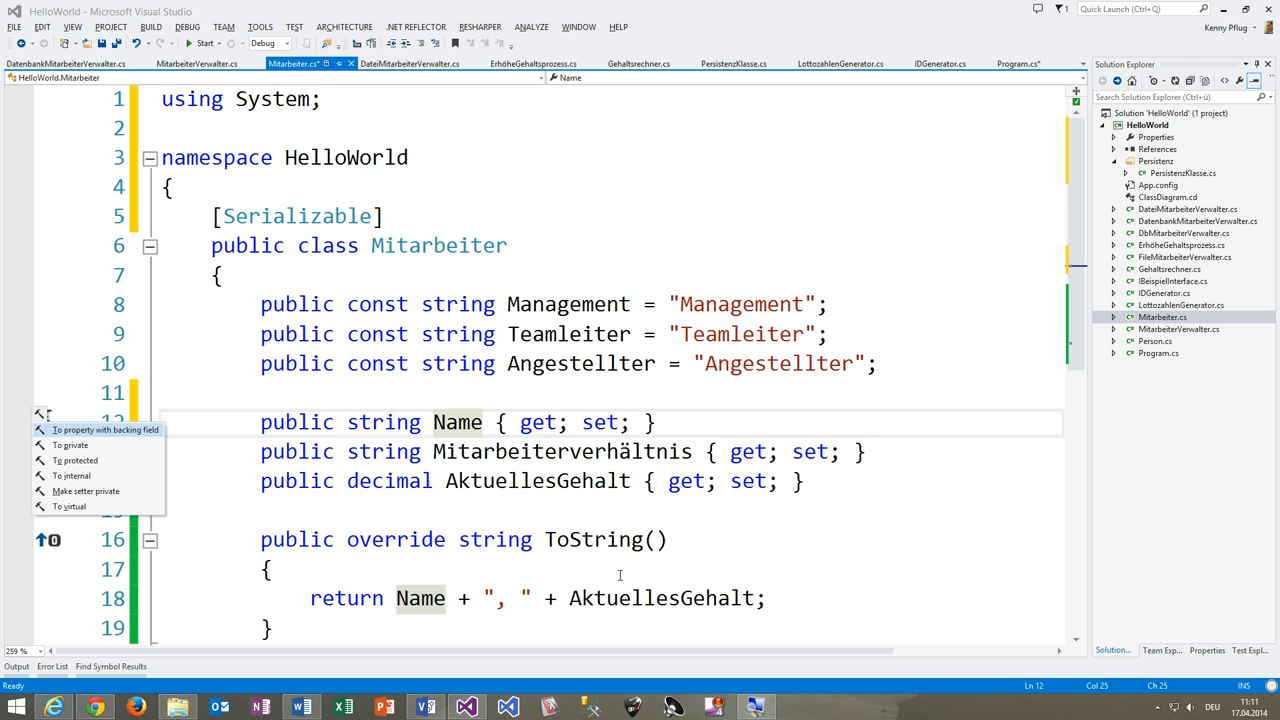 HelloWorld - Microsoft Visual Studio
1
Quick Launch (Ctrl+Q)
FILE EDIT VIEW PROJECT BUILD DEBUG TEAM TOOLS TEST ARCHITECTURE .NET REFLECTOR RESHARPER ANALYZE WINDOW HELP
Kenny Pflug
Start Debug
DatenbankMitarbeiterVerwalter.cs MitarbeiterVerwalter.cs Mitarbeiter.cs* DateiMitarbeiterVerwalter.cs ErhöheGehaltsprozess.cs Gehaltsrechner.cs PersistenzKlasse.cs LottozahlenGenerator.cs IDGenerator.cs Program.cs*
HelloWorld.Mitarbeiter Name
1 using System;
2
3 namespace HelloWorld
4 {
5 [Serializable]
6 public class Mitarbeiter
7 {
8 public const string Management = "Management";
9 public const string Teamleiter = "Teamleiter";
10 public const string Angestellter = "Angestellter";
11
12 public string Name { get; set; }
public string Mitarbeiterverhältnis { get; set; }
public decimal AktuellesGehalt { get; set; }
16 public override string ToString()
17 {
18 return Name + ", " + AktuellesGehalt;
19 }
To property with backing field
To private
To protected
To internal
Make setter private
To virtual
0
259 %
Solution Explorer
Search Solution Explorer (Ctrl+ü)
Solution 'HelloWorld' (1 project)
HelloWorld
Properties
References
Persistenz
PersistenzKlasse.cs
App.config
ClassDiagram.cd
DateiMitarbeiterVerwalter.cs
DatenbankMitarbeiterVerwalter.cs
DbMitarbeiterVerwalter.cs
ErhöheGehaltsprozess.cs
FileMitarbeiterVerwalter.cs
Gehaltsrechner.cs
IBeispielInterface.cs
IDGenerator.cs
LottozahlenGenerator.cs
Mitarbeiter.cs
MitarbeiterVerwalter.cs
Person.cs
Program.cs
Solution... Team Exp... Properties Test Expl...
Output Error List Find Symbol Results
Ready Ln 12 Col 25 Ch 25 INS
DEU
11:11
17.04.2014